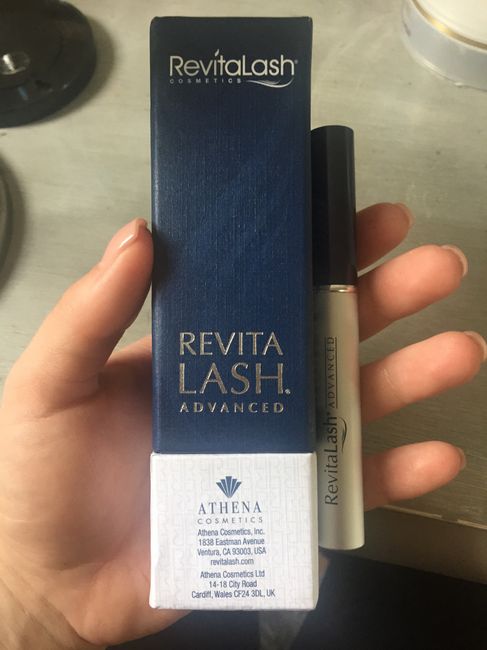 RevitaLash®
COSMETICS
REVITA
LASH®
ADVANCED
ATHENA
COSMETICS
Athena Cosmetics, Inc.
1838 Eastman Avenue
Ventura, CA 93003, USA
revitalash.com
Athena Cosmetics Ltd
14-18 City Road
Cardiff, Wales CF24 3DL, UK
RevitaLash® ADVANCED